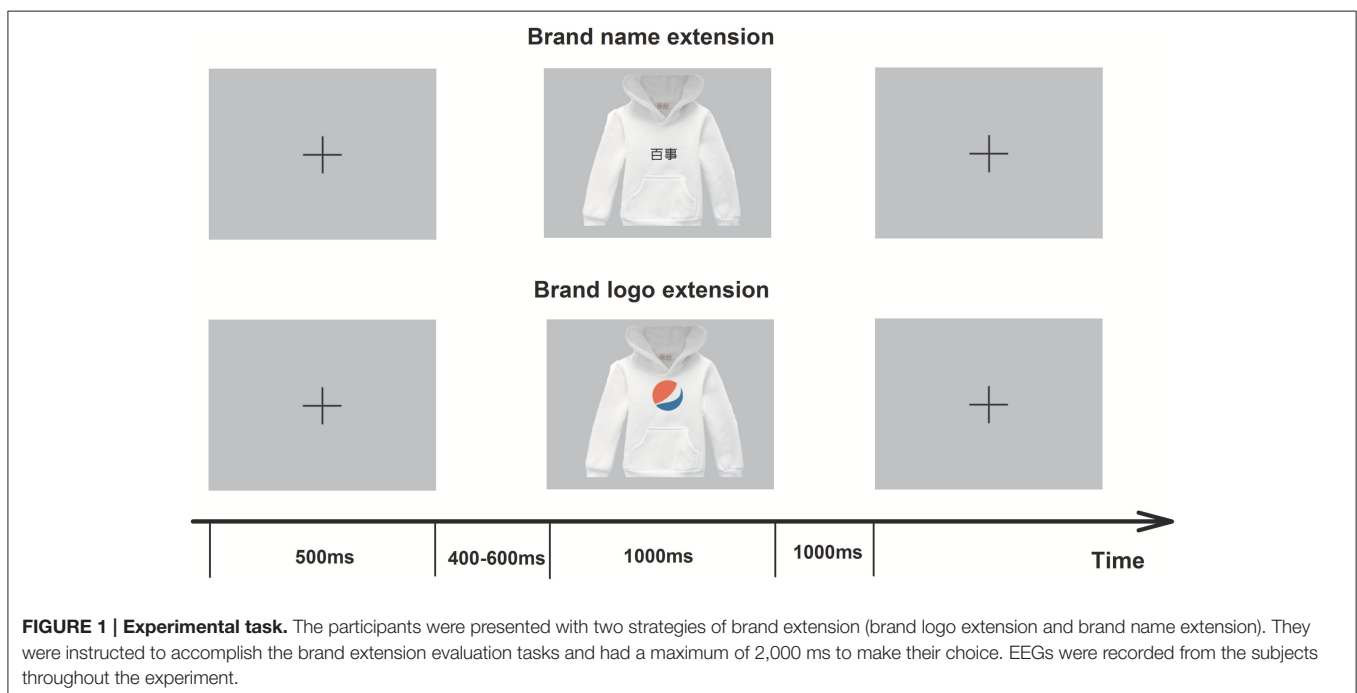 Brand name extension
百事
Brand logo extension
500ms
400-600ms
1000ms
1000ms
Time
FIGURE 1 | Experimental task. The participants were presented with two strategies of brand extension (brand logo extension and brand name extension). They
were instructed to accomplish the brand extension evaluation tasks and had a maximum of 2,000 ms to make their choice. EEGs were recorded from the subjects
throughout the experiment.